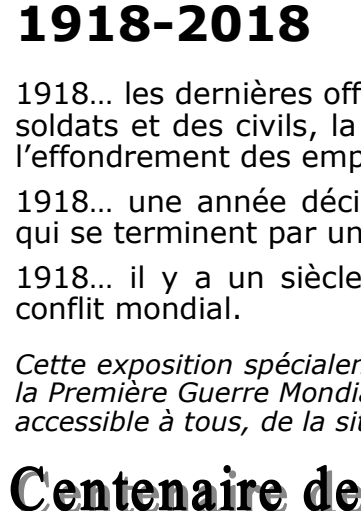 1918-2018
1918… les dernières off
soldats et des civils, la
l’effondrement des emp
1918… une année déci
qui se terminent par un
1918… il y a un siècle
conflit mondial.
Cette exposition spécialer
la Première Guerre Mondia
accessible à tous, de la sit
Centenaire de